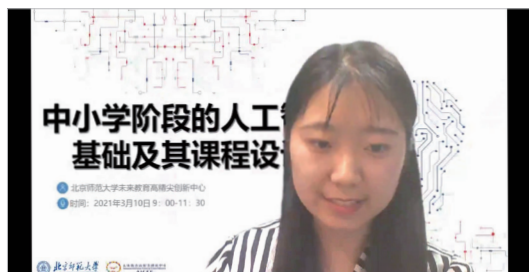 中小学阶段的人工
基础及其课程设
北京师范大学未来教育高精尖创新中心
时间：2021年3月10日9：00-11：30
北京师范大学